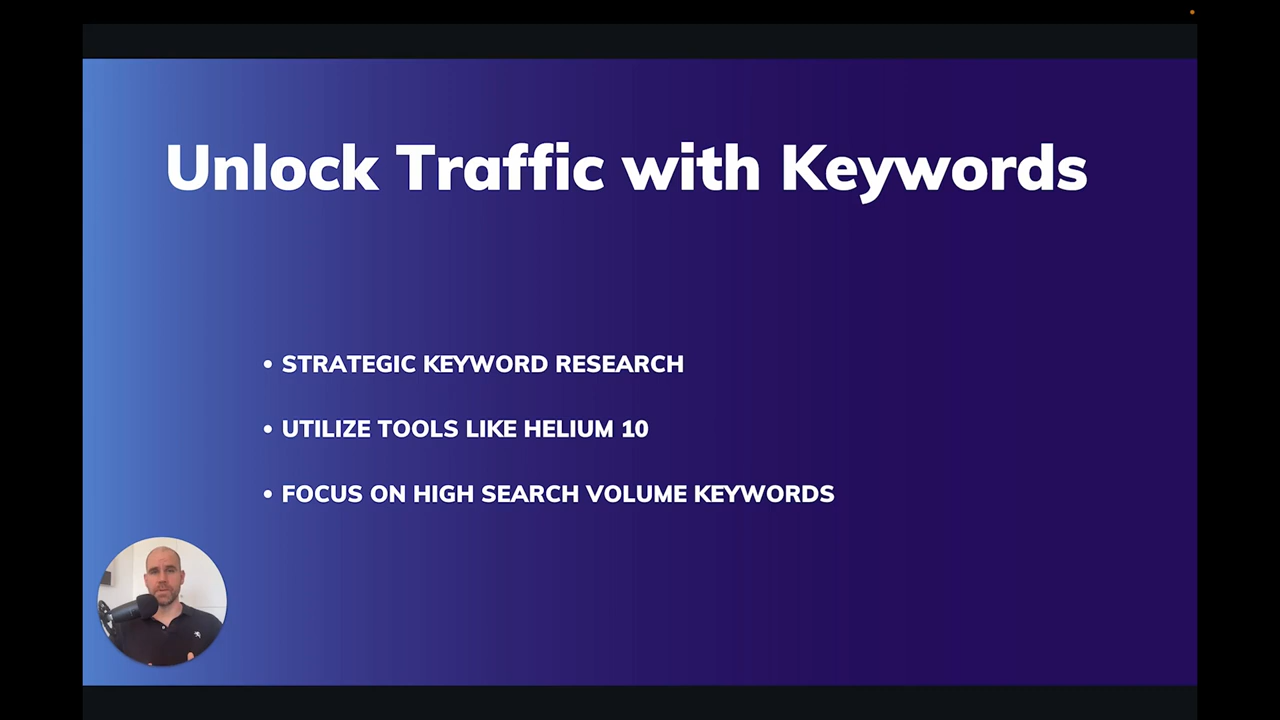 Unlock Traffic with Keywords
• STRATEGIC KEYWORD RESEARCH
• UTILIZE TOOLS LIKE HELIUM 10
• FOCUS ON HIGH SEARCH VOLUME KEYWORDS